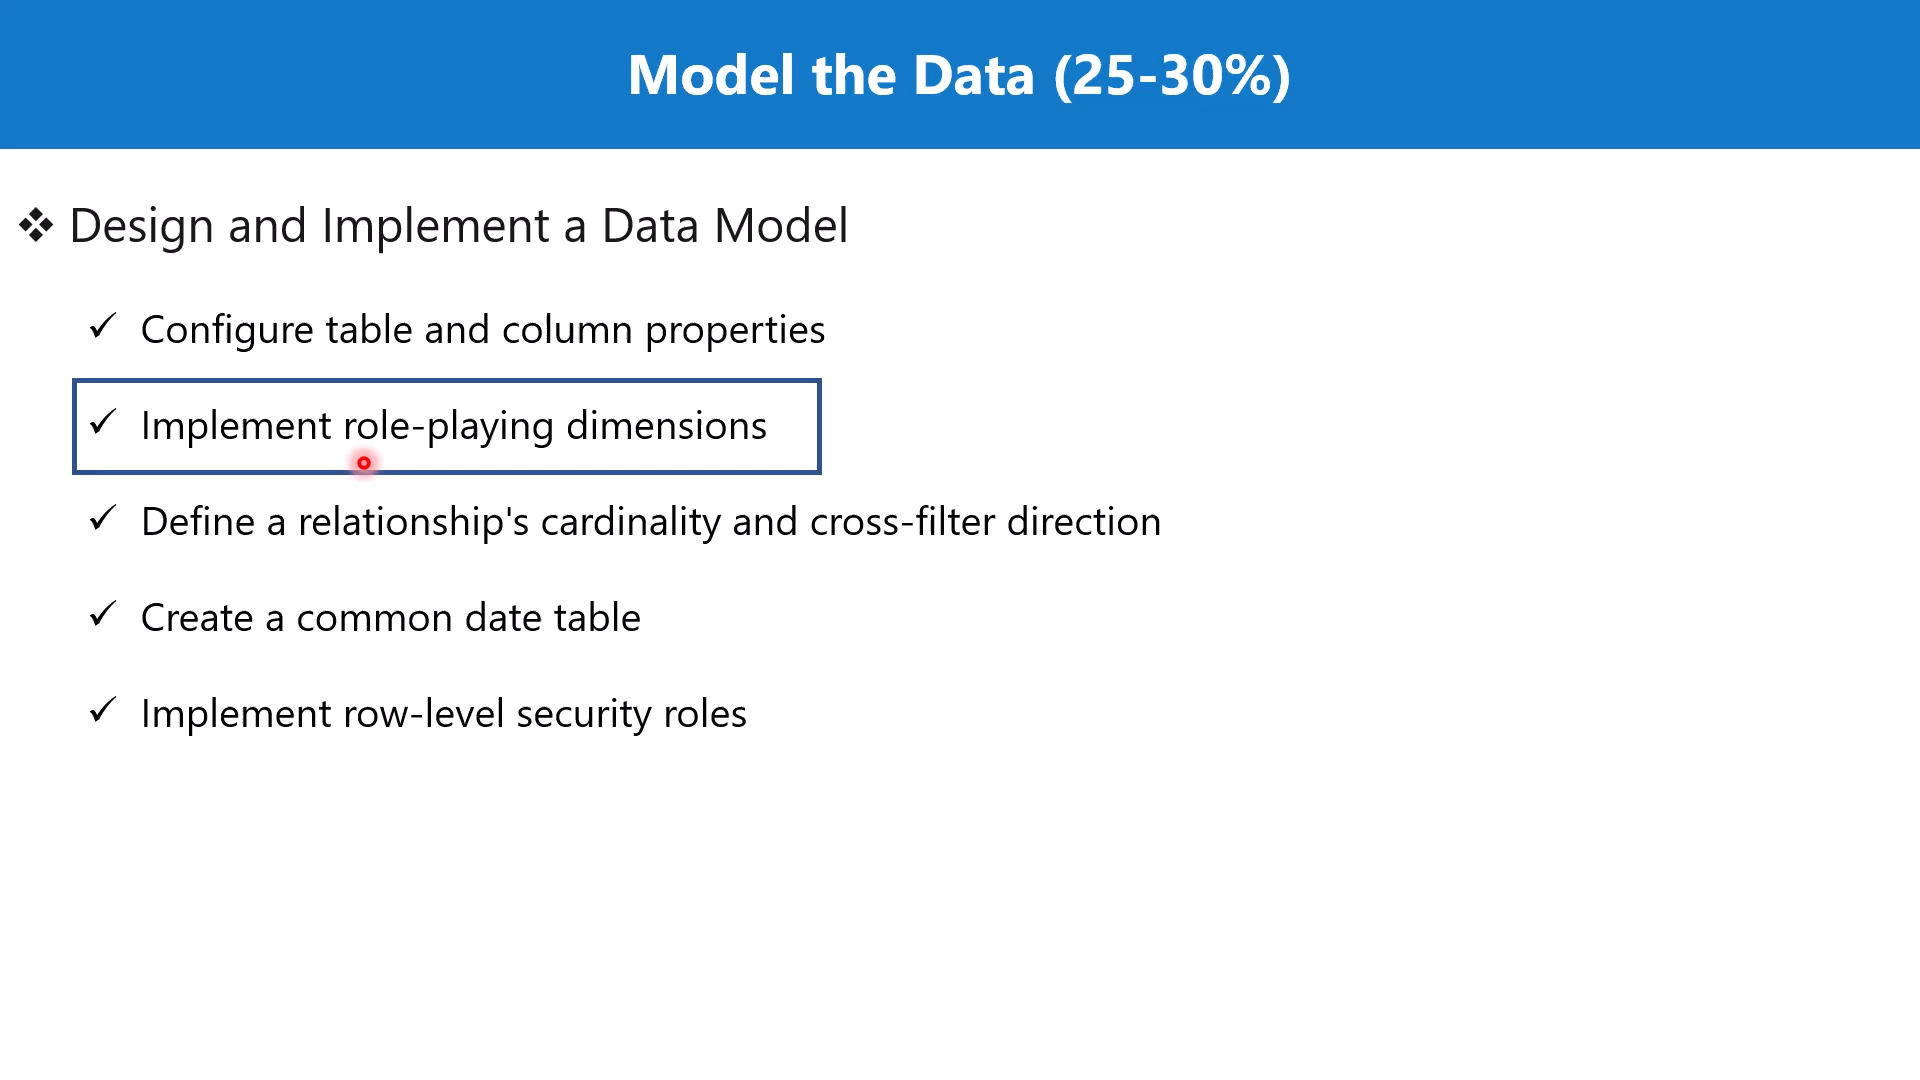 Model the Data (25-30%)
❖ Design and Implement a Data Model
✓ Configure table and column properties
✓ Implement role-playing dimensions
✓ Define a relationship's cardinality and cross-filter direction
✓ Create a common date table
✓ Implement row-level security roles